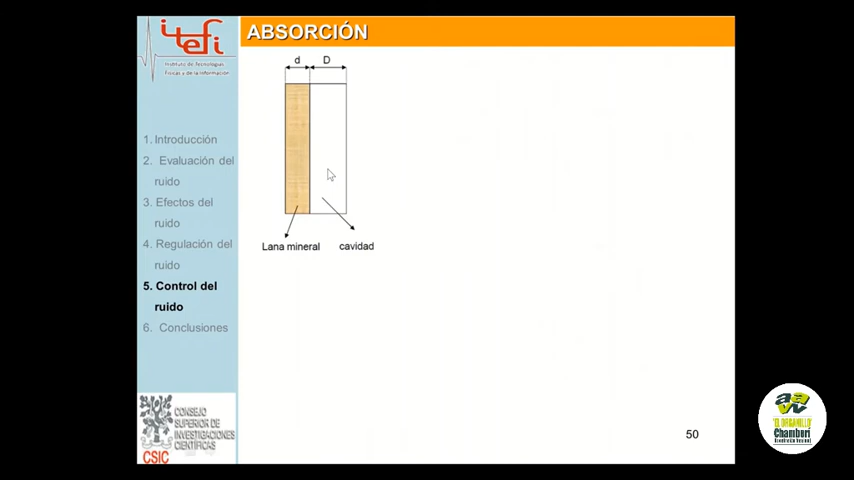 itefi
Instituto de Tecnologías
Físicas y de la Información
ABSORCIÓN
d
D
Lana mineral
cavidad
1. Introducción
2. Evaluación del
ruido
3. Efectos del
ruido
4. Regulación del
ruido
5. Control del
ruido
6. Conclusiones
CONSEJO
SUPERIOR DE
INVESTIGACIONES
CIENTÍFICAS
CSIC
50
aavv
"EL ORGANILLO"
Chamberí